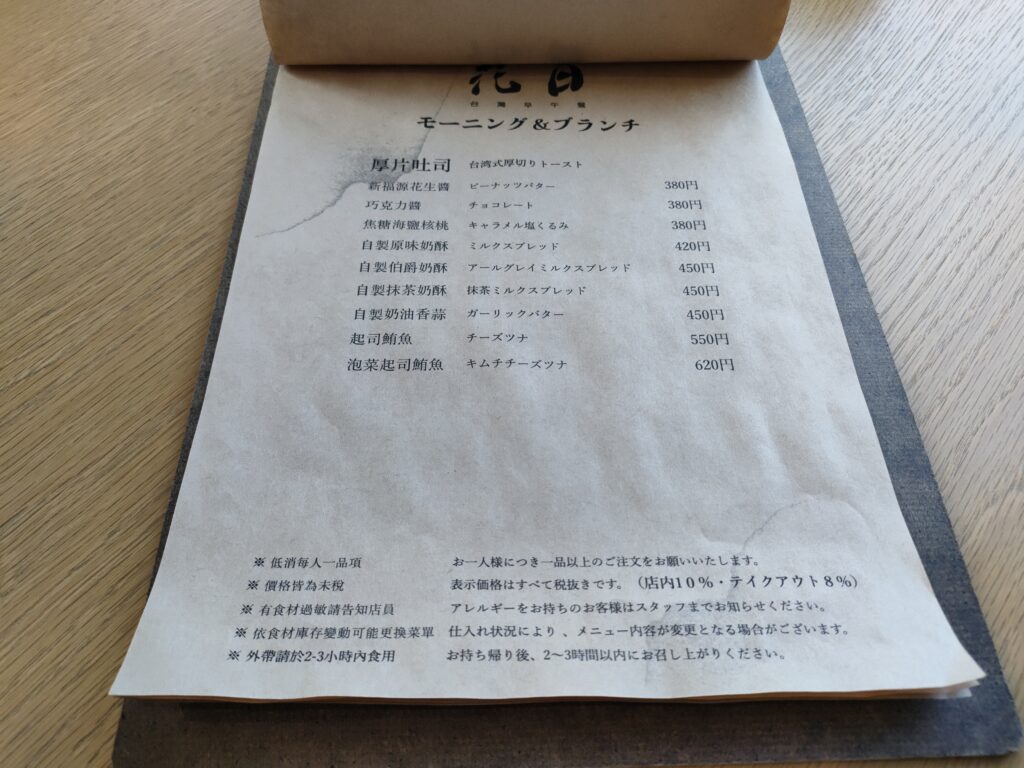 花日
台灣早午餐
モーニング＆ブランチ
厚片吐司 台湾式厚切りトースト
新福源花生醬 ピーナッツバター 380円
巧克力醬 チョコレート 380円
焦糖海鹽核桃 キャラメル塩くるみ 380円
自製原味奶酥 ミルクスプレッド 420円
自製伯爵奶酥 アールグレイミルクスプレッド 450円
自製抹茶奶酥 抹茶ミルクスプレッド 450円
自製奶油香蒜 ガーリックバター 450円
起司鮪魚 チーズツナ 550円
泡菜起司鮪魚 キムチチーズツナ 620円
※ 低消每人一品項 お一人様につき一品以上のご注文をお願いいたします。
※ 價格皆為未稅 表示価格はすべて税抜きです。（店内10％・テイクアウト8％）
※ 有食材過敏請告知店員 アレルギーをお持ちのお客様はスタッフまでお知らせください。
※ 依食材庫存變動可能更換菜單 仕入れ状況により 、メニュー内容が変更となる場合がございます。
※ 外帶請於2-3小時內食用 お持ち帰り後、2〜3時間以内にお召し上がりください。